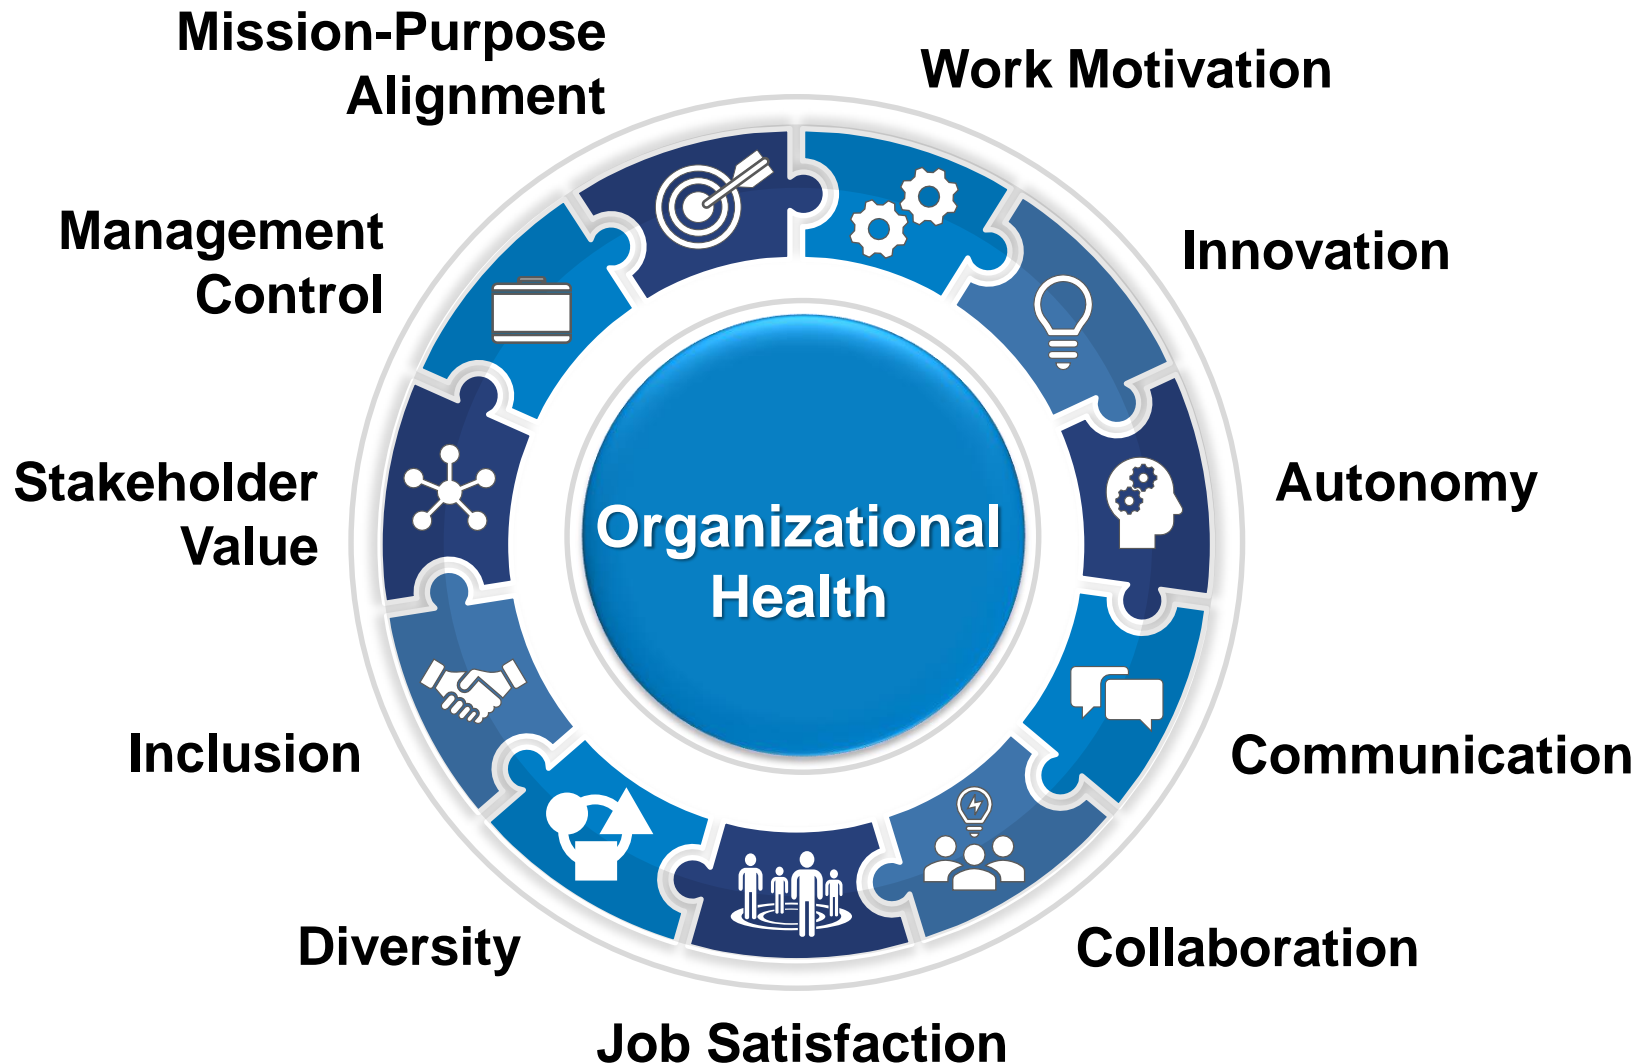 Mission-Purpose
Alignment
Work Motivation
Management
Control
Innovation
Stakeholder
Value
Autonomy
Organizational
Health
Inclusion
Communication
Diversity
Collaboration
Job Satisfaction